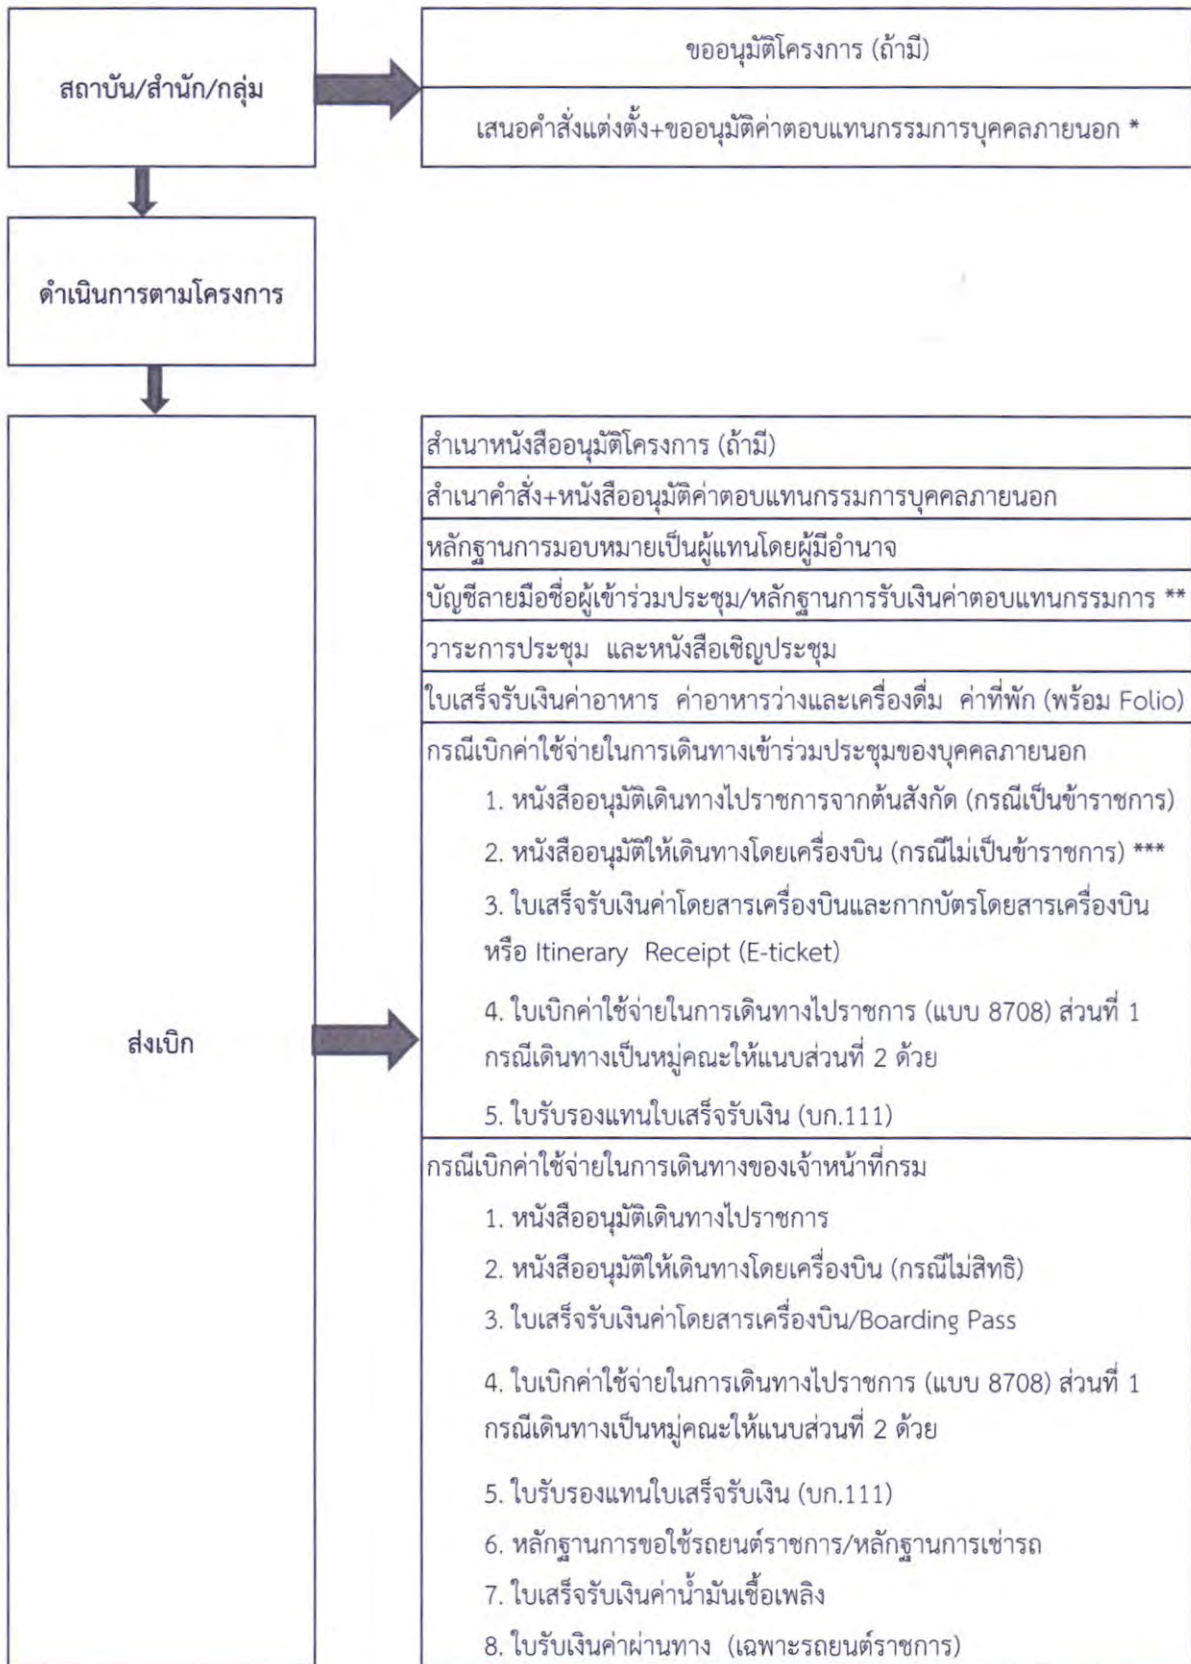 สถาบัน/สำนัก/กลุ่ม
ขออนุมัติโครงการ (ถ้ามี)
เสนอคำสั่งแต่งตั้ง+ขออนุมัติค่าตอบแทนกรรมการบุคคลภายนอก *
ดำเนินการตามโครงการ
ส่งเบิก
สำเนาหนังสืออนุมัติโครงการ (ถ้ามี)
สำเนาคำสั่ง+หนังสืออนุมัติค่าตอบแทนกรรมการบุคคลภายนอก
หลักฐานการมอบหมายเป็นผู้แทนโดยผู้มีอำนาจ
บัญชีลายมือชื่อผู้เข้าร่วมประชุม/หลักฐานการรับเงินค่าตอบแทนกรรมการ **
วาระการประชุม และหนังสือเชิญประชุม
ใบเสร็จรับเงินค่าอาหาร ค่าอาหารว่างและเครื่องดื่ม ค่าที่พัก (พร้อม Folio)
กรณีเบิกค่าใช้จ่ายในการเดินทางเข้าร่วมประชุมของบุคคลภายนอก
1. หนังสืออนุมัติเดินทางไปราชการจากต้นสังกัด (กรณีเป็นข้าราชการ)
2. หนังสืออนุมัติให้เดินทางโดยเครื่องบิน (กรณีไม่เป็นข้าราชการ) ***
3. ใบเสร็จรับเงินค่าโดยสารเครื่องบินและกากบัตรโดยสารเครื่องบิน
หรือ Itinerary Receipt (E-ticket)
4. ใบเบิกค่าใช้จ่ายในการเดินทางไปราชการ (แบบ 8708) ส่วนที่ 1
กรณีเดินทางเป็นหมู่คณะให้แนบส่วนที่ 2 ด้วย
5. ใบรับรองแทนใบเสร็จรับเงิน (บก.111)
กรณีเบิกค่าใช้จ่ายในการเดินทางของเจ้าหน้าที่กรม
1. หนังสืออนุมัติเดินทางไปราชการ
2. หนังสืออนุมัติให้เดินทางโดยเครื่องบิน (กรณีไม่สิทธิ)
3. ใบเสร็จรับเงินค่าโดยสารเครื่องบิน/Boarding Pass
4. ใบเบิกค่าใช้จ่ายในการเดินทางไปราชการ (แบบ 8708) ส่วนที่ 1
กรณีเดินทางเป็นหมู่คณะให้แนบส่วนที่ 2 ด้วย
5. ใบรับรองแทนใบเสร็จรับเงิน (บก.111)
6. หลักฐานการขอใช้รถยนต์ราชการ/หลักฐานการเช่ารถ
7. ใบเสร็จรับเงินค่าน้ำมันเชื้อเพลิง
8. ใบรับเงินค่าผ่านทาง (เฉพาะรถยนต์ราชการ)